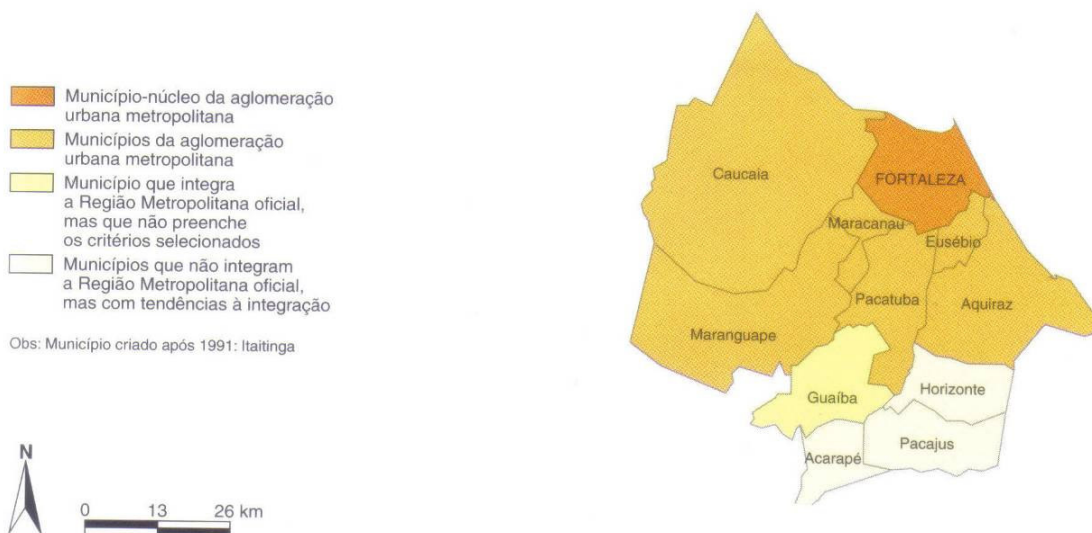 Município-núcleo da aglomeração
urbana metropolitana
Municípios da aglomeração
urbana metropolitana
Município que integra
a Região Metropolitana oficial,
mas que não preenche
os critérios selecionados
Municípios que não integram
a Região Metropolitana oficial,
mas com tendências à integração
Obs: Município criado após 1991: Itaitinga
N
0 13 26 km
Caucaia
FORTALEZA
Maracanau
Eusébio
Pacatuba
Aquiraz
Maranguape
Guaíba
Horizonte
Pacajus
Acarapé